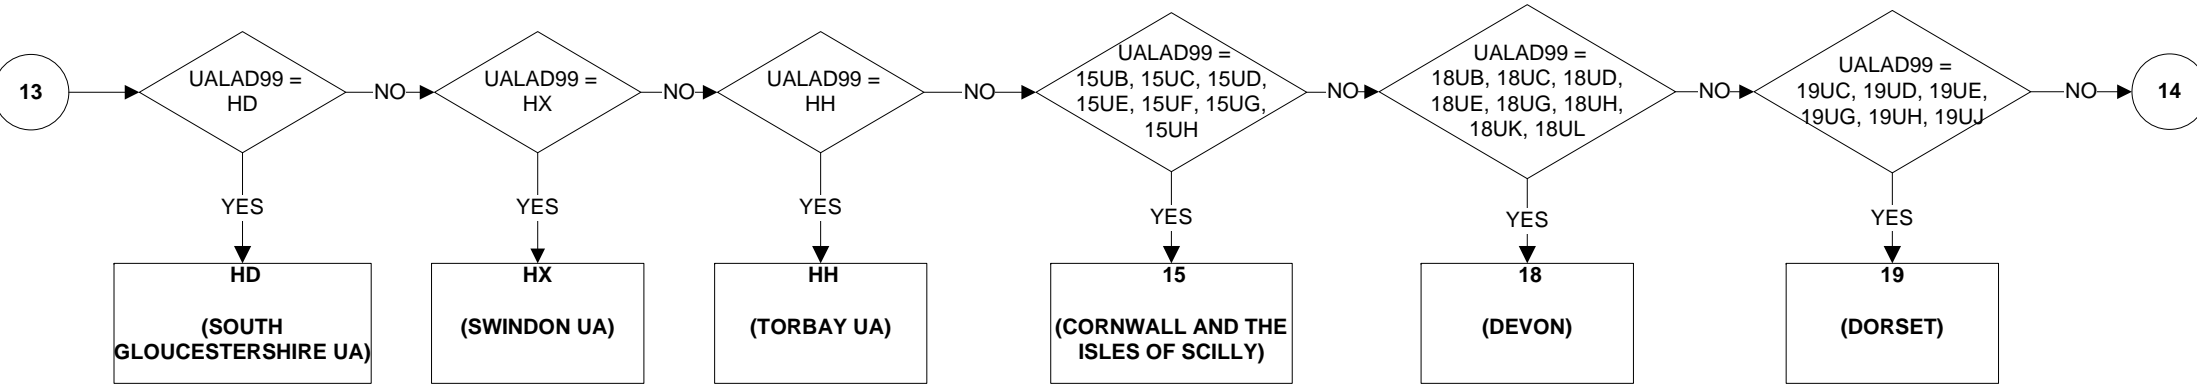 13
UALAD99 =
HD
NO
UALAD99 =
HX
NO
UALAD99 =
HH
NO
UALAD99 =
15UB, 15UC, 15UD,
15UE, 15UF, 15UG,
15UH
NO
UALAD99 =
18UB, 18UC, 18UD,
18UE, 18UG, 18UH,
18UK, 18UL
NO
UALAD99 =
19UC, 19UD, 19UE,
19UG, 19UH, 19UJ
NO
14
YES
YES
YES
YES
YES
YES
HD
(SOUTH
GLOUCESTERSHIRE UA)
HX
(SWINDON UA)
HH
(TORBAY UA)
15
(CORNWALL AND THE
ISLES OF SCILLY)
18
(DEVON)
19
(DORSET)